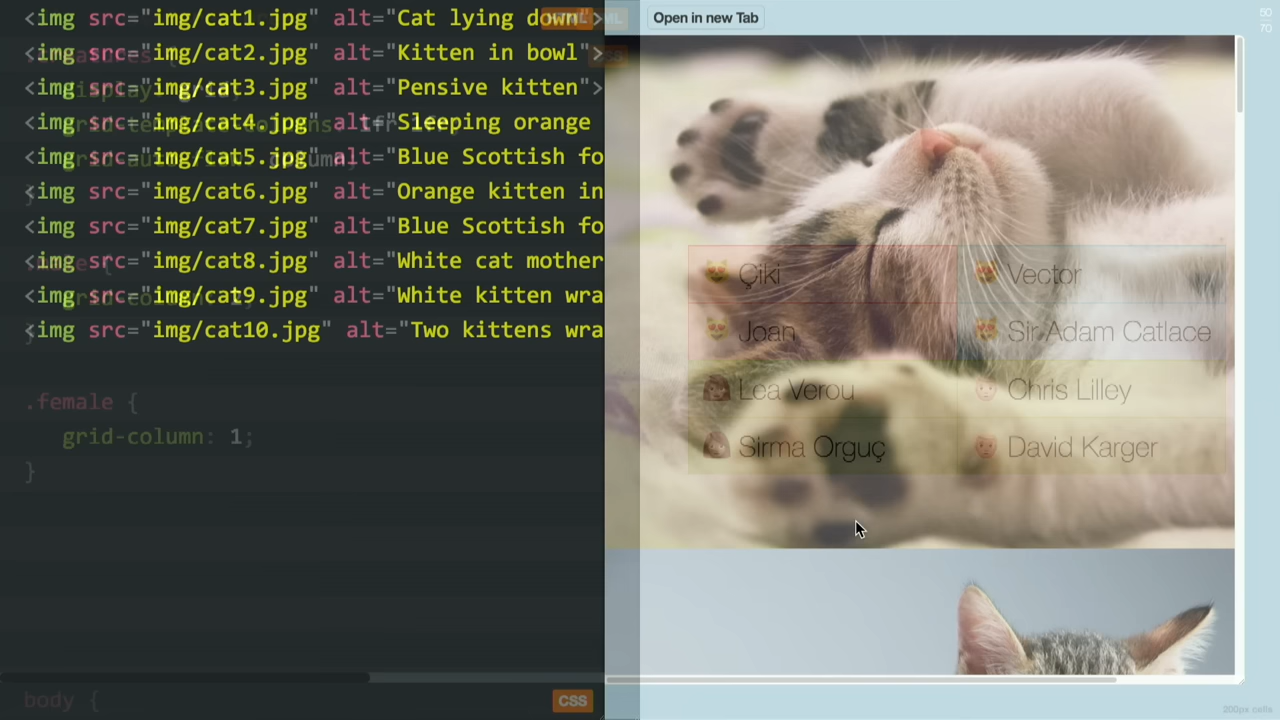 <img src="img/cat1.jpg" alt="Cat lying down">
<img src="img/cat2.jpg" alt="Kitten in bowl">
<img src="img/cat3.jpg" alt="Pensive kitten">
<img src="img/cat4.jpg" alt="Sleeping orange
<img src="img/cat5.jpg" alt="Blue Scottish fo
<img src="img/cat6.jpg" alt="Orange kitten in
<img src="img/cat7.jpg" alt="Blue Scottish fo
<img src="img/cat8.jpg" alt="White cat mother
<img src="img/cat9.jpg" alt="White kitten wra
<img src="img/cat10.jpg" alt="Two kittens wra
.female {
grid-column: 1;
}
body {
HTML
CSS
Open in new Tab
50
70
Çiki
Vector
Joan
Sir Adam Catlace
Lea Verou
Chris Lilley
Sirma Orguç
David Karger
200px cells